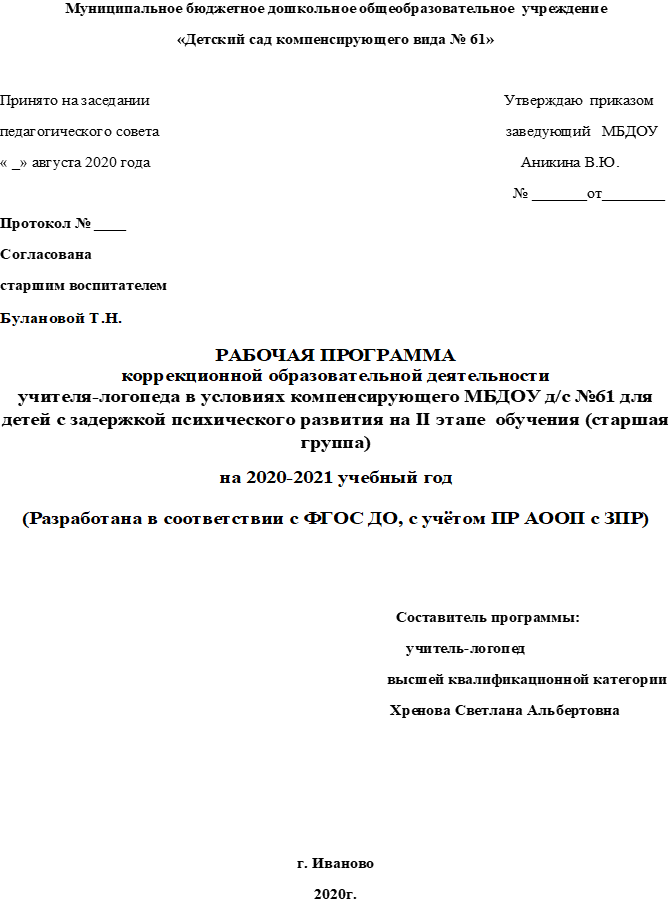 Муниципальное бюджетное дошкольное общеобразовательное учреждение
«Детский сад компенсирующего вида № 61»
Принято на заседании Утверждаю приказом
педагогического совета заведующий МБДОУ
« _» августа 2020 года Аникина В.Ю.
№ _______от________
Протокол № ____
Согласована
старшим воспитателем
Булановой Т.Н.
РАБОЧАЯ ПРОГРАММА
коррекционной образовательной деятельности
учителя-логопеда в условиях компенсирующего МБДОУ д/с №61 для
детей с задержкой психического развития на II этапе обучения (старшая
группа)
на 2020-2021 учебный год
(Разработана в соответствии с ФГОС ДО, с учётом ПР АООП с ЗПР)
Составитель программы:
учитель-логопед
высшей квалификационной категории
Хренова Светлана Альбертовна
г. Иваново
2020г.